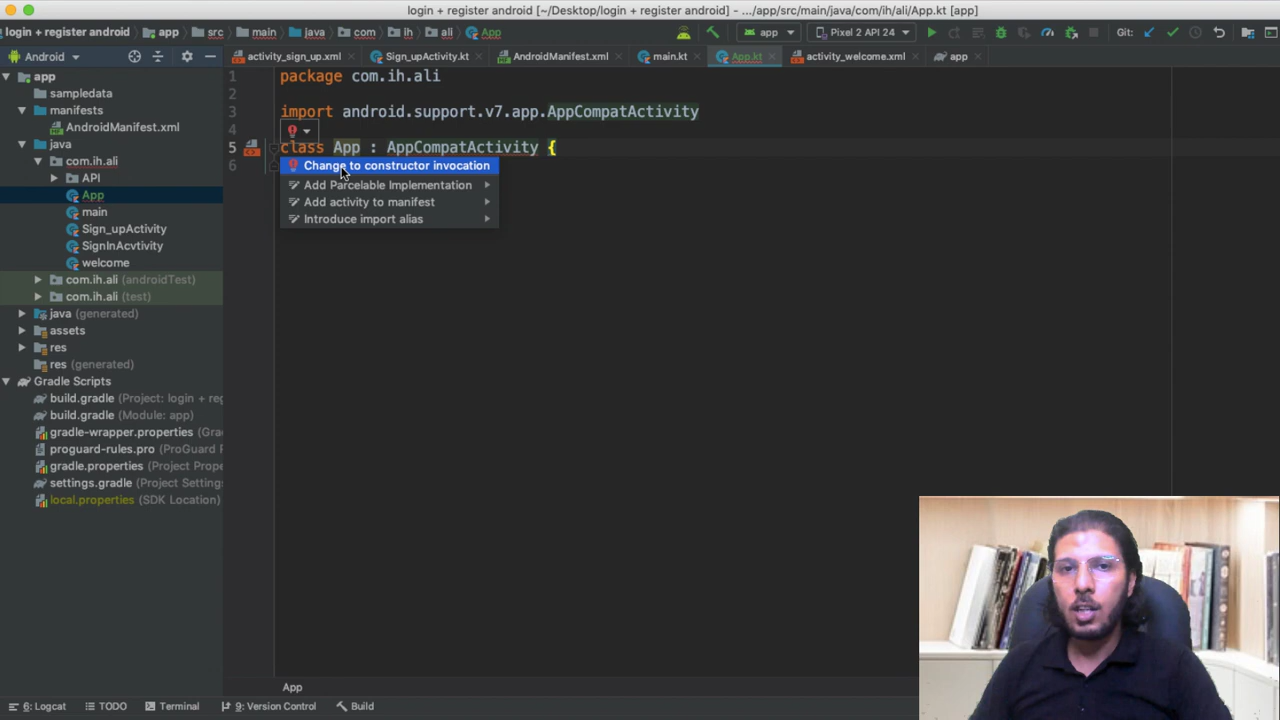 login + register android [~/Desktop/login + register android] - .../app/src/main/java/com/ih/ali/App.kt [app]
login + register android
app
src
main
java
com
ih
ali
App
app
Pixel 2 API 24
Git:
Android
activity_sign_up.xml
Sign_upActivity.kt
AndroidManifest.xml
main.kt
App.kt
activity_welcome.xml
app
app
sampledata
manifests
AndroidManifest.xml
java
com.ih.ali
API
App
main
Sign_upActivity
SignInAcvtivity
welcome
com.ih.ali (androidTest)
com.ih.ali (test)
java (generated)
assets
res
res (generated)
Gradle Scripts
build.gradle (Project: login + reg
build.gradle (Module: app)
gradle-wrapper.properties (Gra
proguard-rules.pro (ProGuard F
gradle.properties (Project Prope
settings.gradle (Project Setting
local.properties (SDK Location)
1 package com.ih.ali
2
3 import android.support.v7.app.AppCompatActivity
4
5 class App : AppCompatActivity {
6
Change to constructor invocation
Add Parcelable Implementation
Add activity to manifest
Introduce import alias
App
6: Logcat
TODO
Terminal
9: Version Control
Build